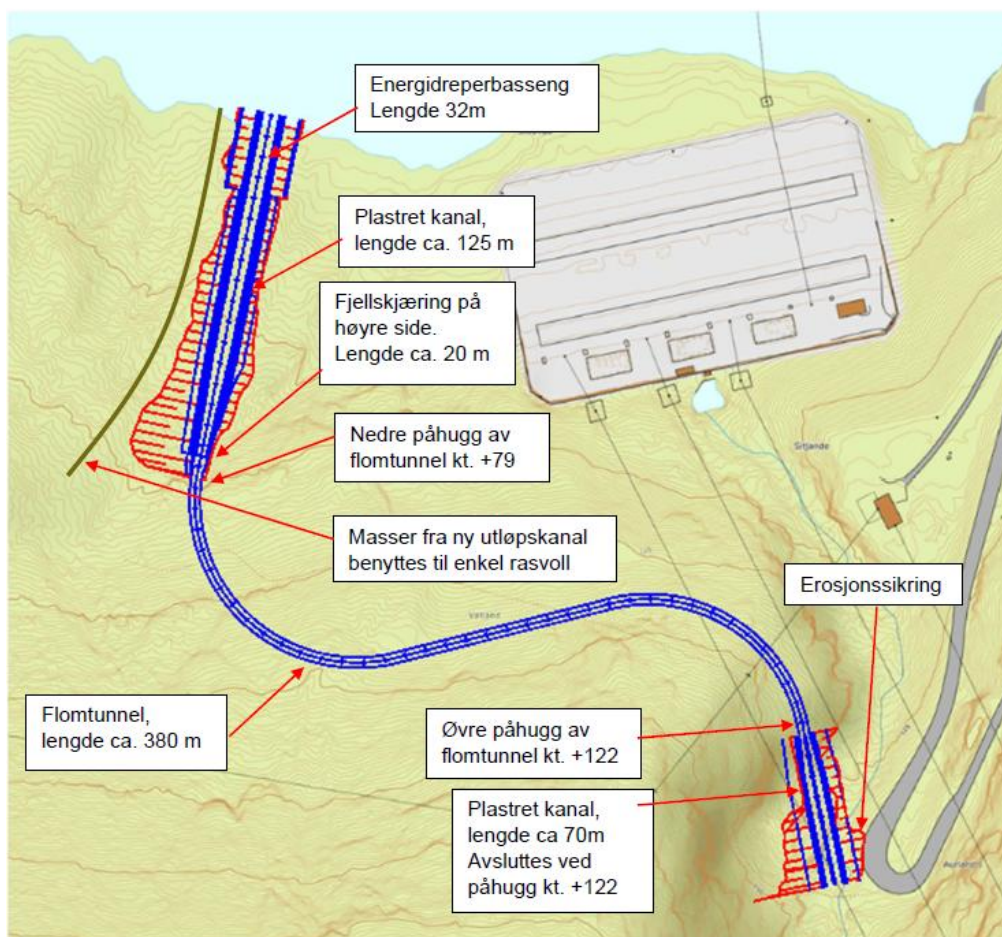 Energidreperbasseng
Lengde 32m
Plastret kanal,
lengde ca. 125 m
Fjellskjæring på
høyre side.
Lengde ca. 20 m
Nedre påhugg av
flomtunnel kt. +79
Masser fra ny utløpskanal
benyttes til enkel rasvoll
Sitjande
Erosjonssikring
Flomtunnel,
lengde ca. 380 m
Øvre påhugg av
flomtunnel kt. +122
Plastret kanal,
lengde ca 70m
Avsluttes ved
påhugg kt. +122